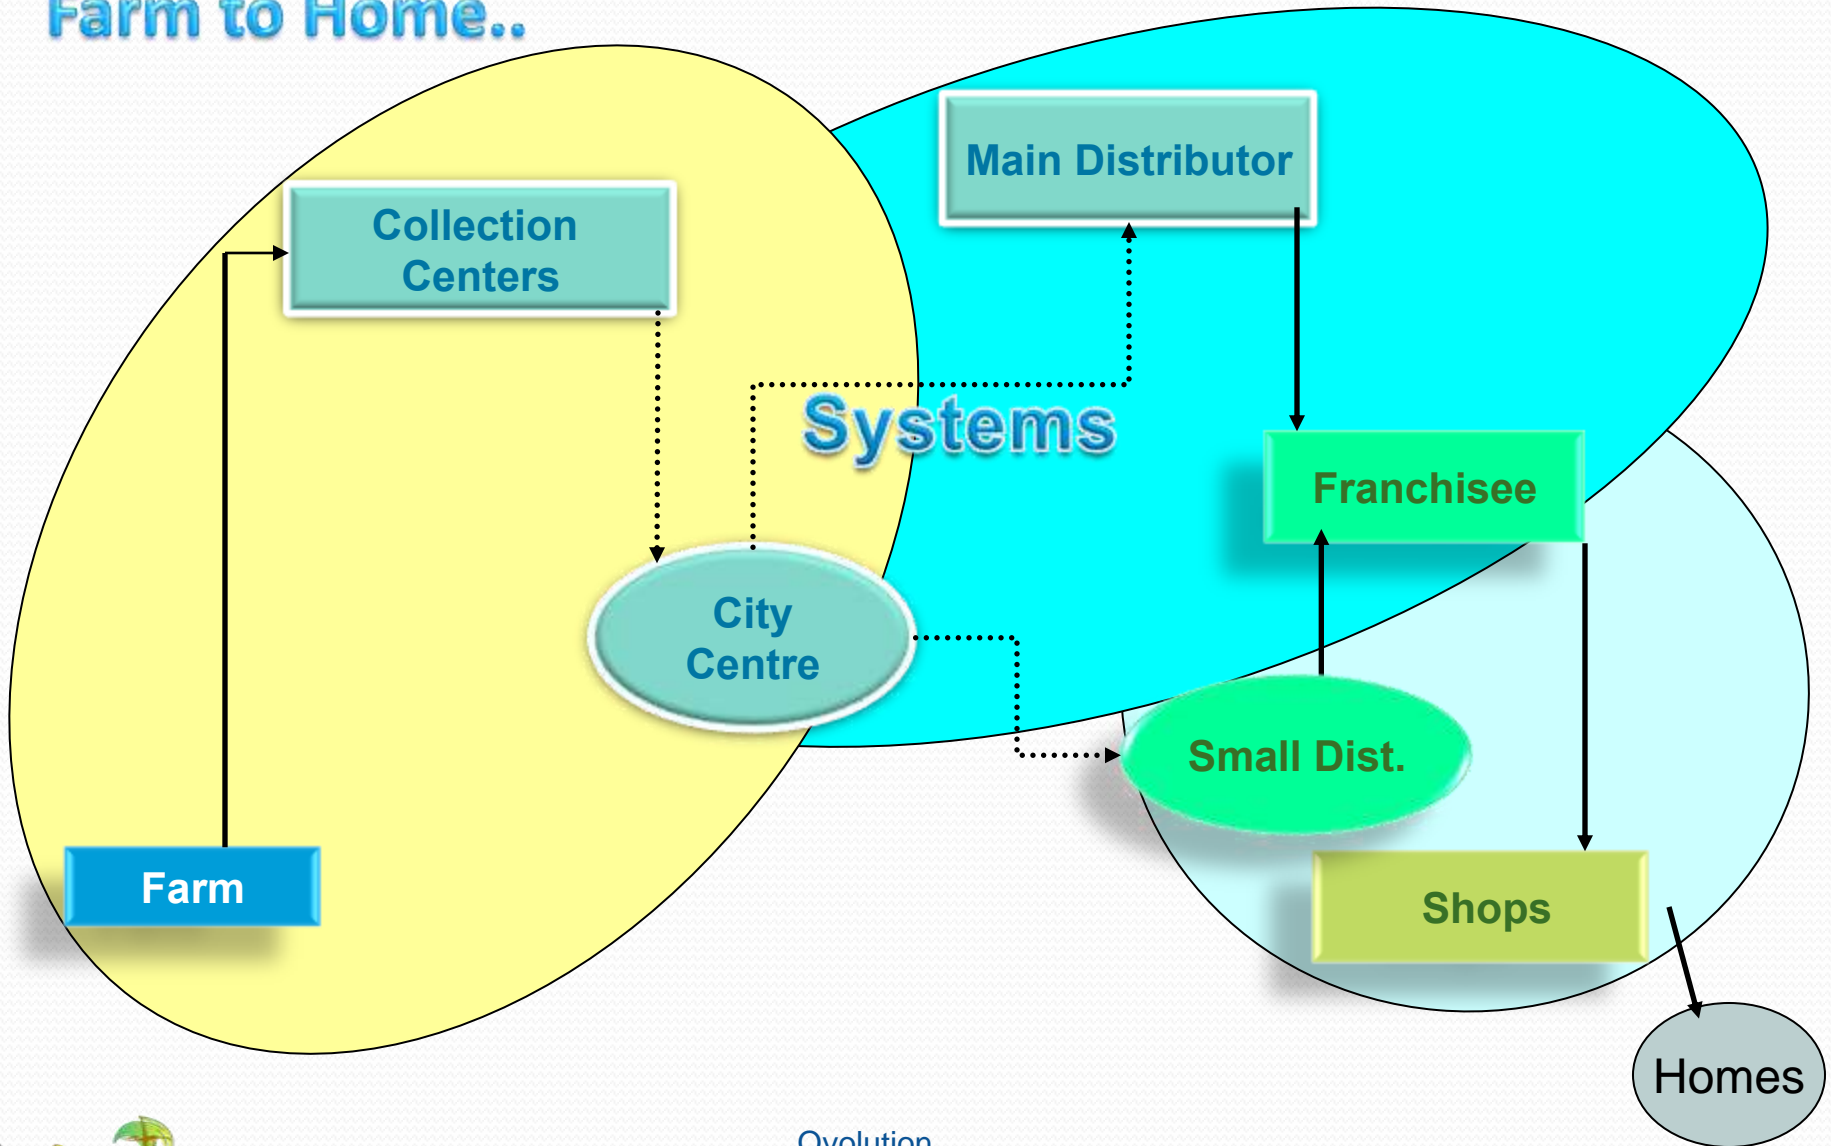 Farm to Home..
Main Distributor
Collection
Centers
Systems
Franchisee
City
Centre
Small Dist.
Farm
Shops
Homes
Ovolution